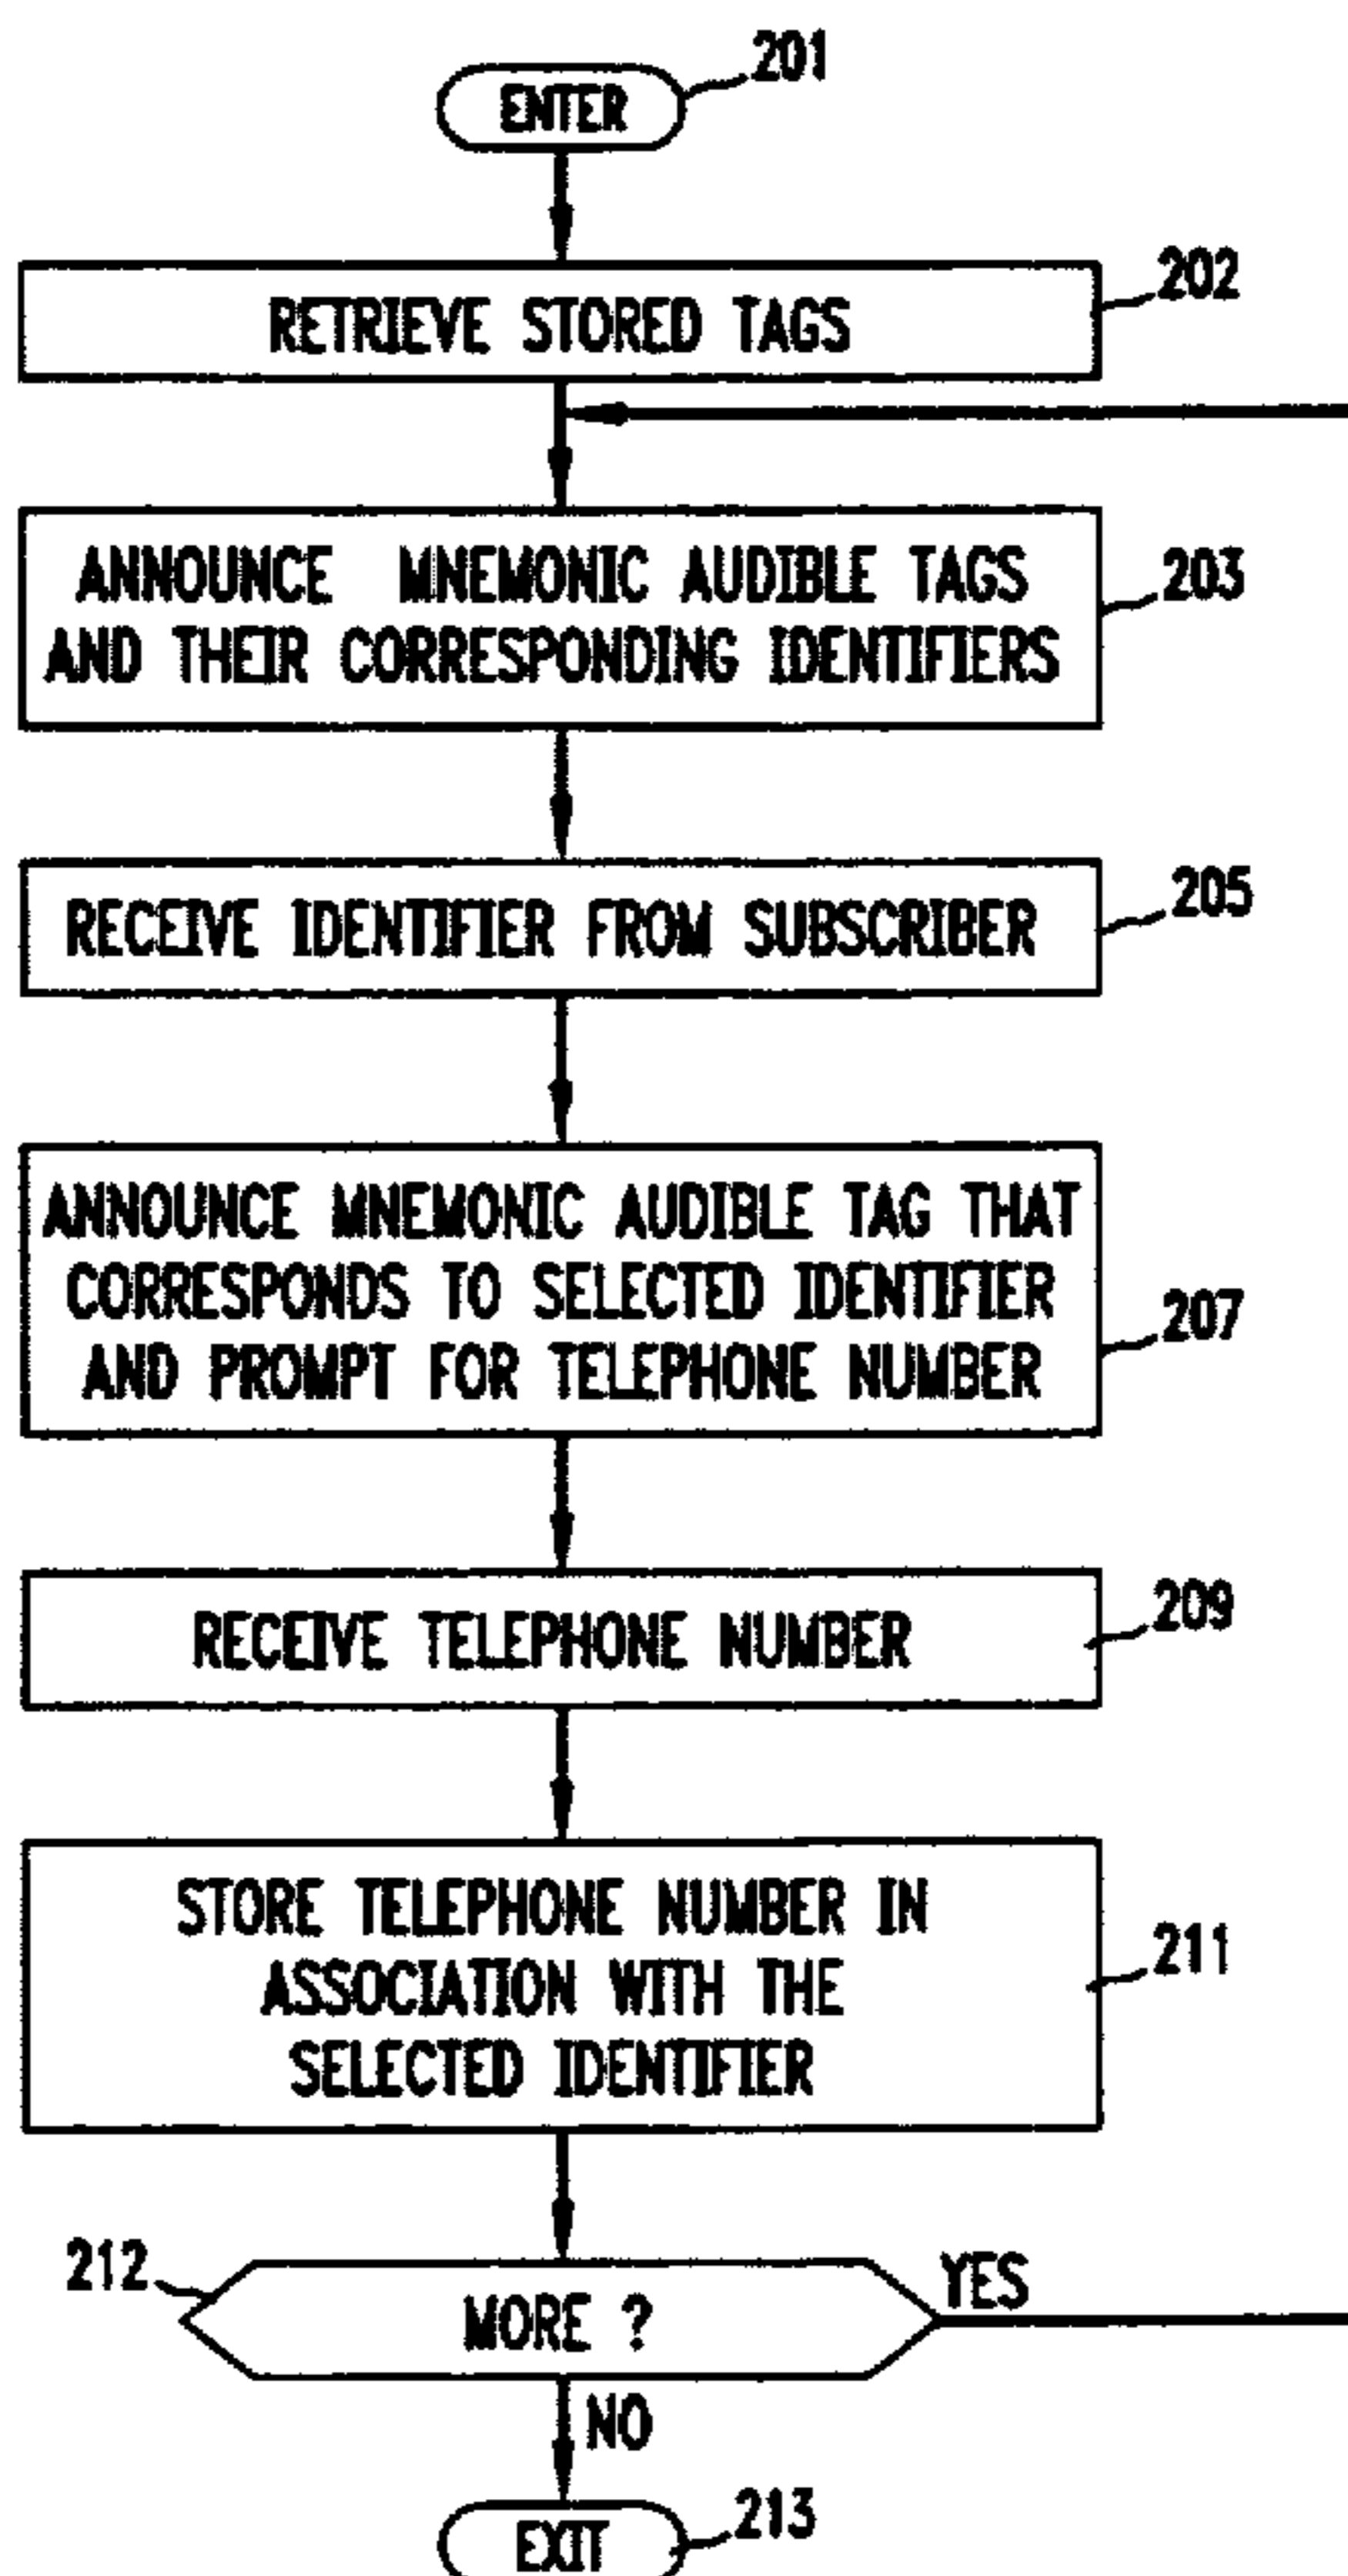 201
ENTER
202
RETRIEVE STORED TAGS
203
ANNOUNCE MNEMONIC AUDIBLE TAGS
AND THEIR CORRESPONDING IDENTIFIERS
205
RECEIVE IDENTIFIER FROM SUBSCRIBER
ANNOUNCE MNEMONIC AUDIBLE TAG THAT
CORRESPONDS TO SELECTED IDENTIFIER
207
AND PROMPT FOR TELEPHONE NUMBER
209
RECEIVE TELEPHONE NUMBER
STORE TELEPHONE NUMBER IN
211
ASSOCIATION WITH THE
SELECTED IDENTIFIER
212
YES
MORE ?
NO
213
EXIT